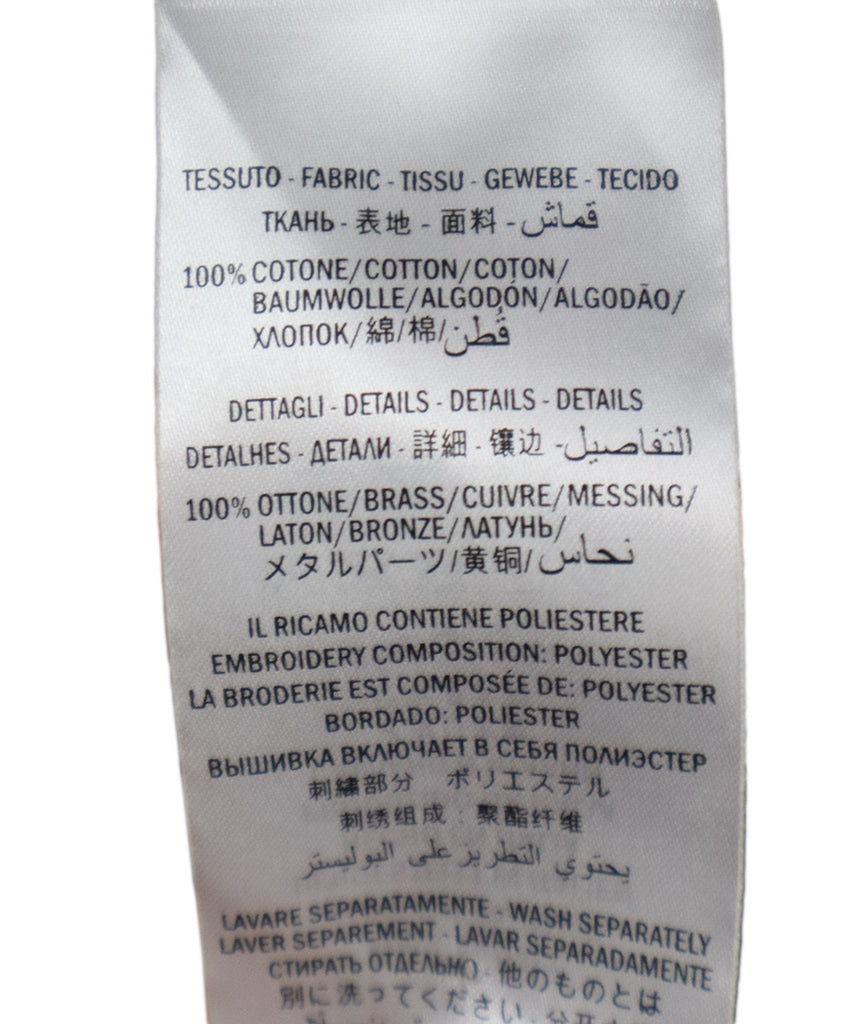 TESSUTO - FABRIC - TISSU - GEWEBE - TECIDO
ТКАНЬ - 表地 - 面料 - قماش
100% COTONE/COTTON/COTON/
BAUMWOLLE/ALGODÓN/ALGODÃO/
ХЛОПОК/綿/棉/قُطن
DETTAGLI - DETAILS - DETAILS - DETAILS
DETALHES - ДЕТАЛИ - 詳細 - 镶边 - التفاصيل
100% OTTONE/BRASS/CUIVRE/MESSING/
LATON/BRONZE/ЛАТУНЬ/
メタルパーツ/黄铜/نحاس
IL RICAMO CONTIENE POLIESTERE
EMBROIDERY COMPOSITION: POLYESTER
LA BRODERIE EST COMPOSÉE DE: POLYESTER
BORDADO: POLIESTER
ВЫШИВКА ВКЛЮЧАЕТ В СЕБЯ ПОЛИЭСТЕР
刺繍部分 ポリエステル
刺绣组成：聚酯纤维
يحتوي التطريز على البوليستر
LAVARE SEPARATAMENTE - WASH SEPARATELY
LAVER SEPAREMENT - LAVAR SEPARADAMENTE
СТИРАТЬ ОТДЕЛЬНО - 他のものとは
別に洗ってください -